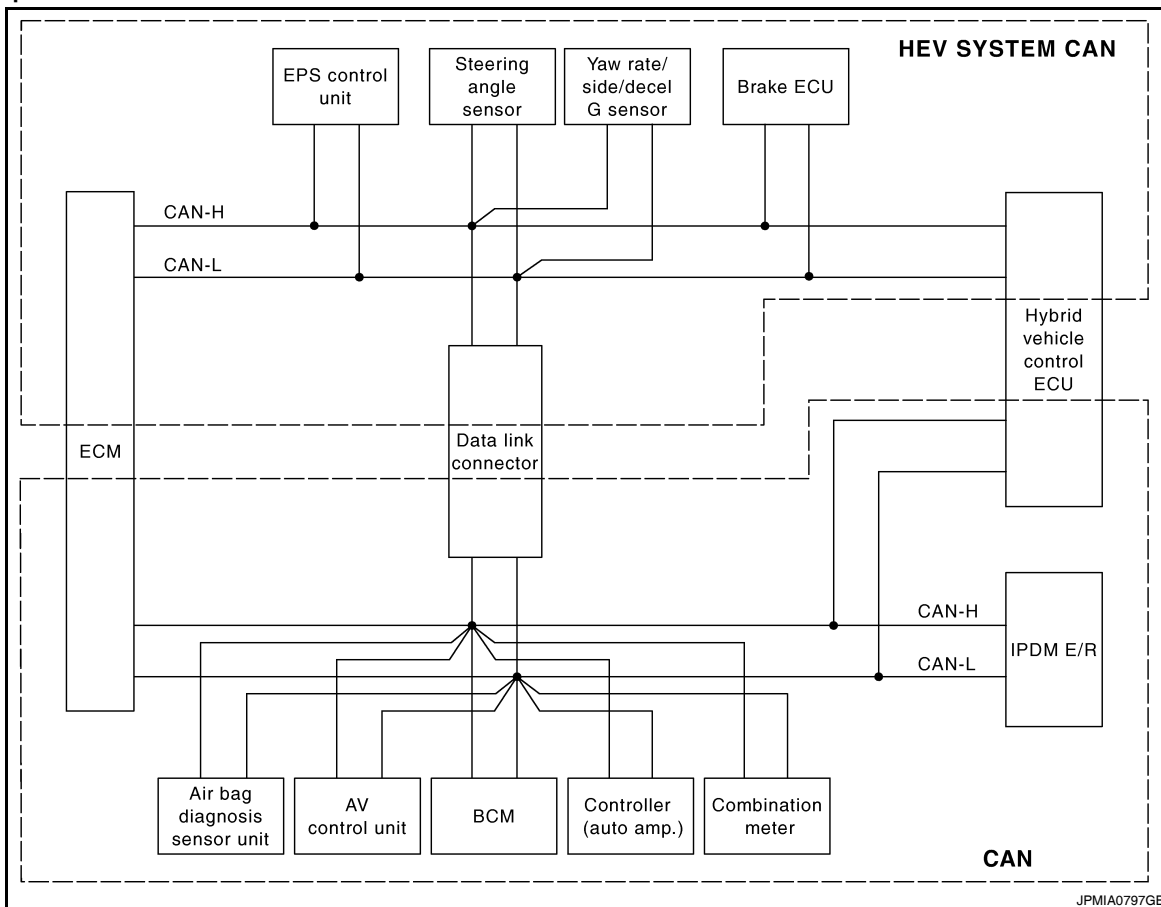 HEV SYSTEM CAN
EPS control
unit
Steering
angle
sensor
Yaw rate/
side/decel
G sensor
Brake ECU
CAN-H
CAN-L
Hybrid
vehicle
control
ECU
ECM
Data link
connector
CAN-H
CAN-L
IPDM E/R
Air bag
diagnosis
sensor unit
AV
control unit
BCM
Controller
(auto amp.)
Combination
meter
CAN
JPMIA0797GB